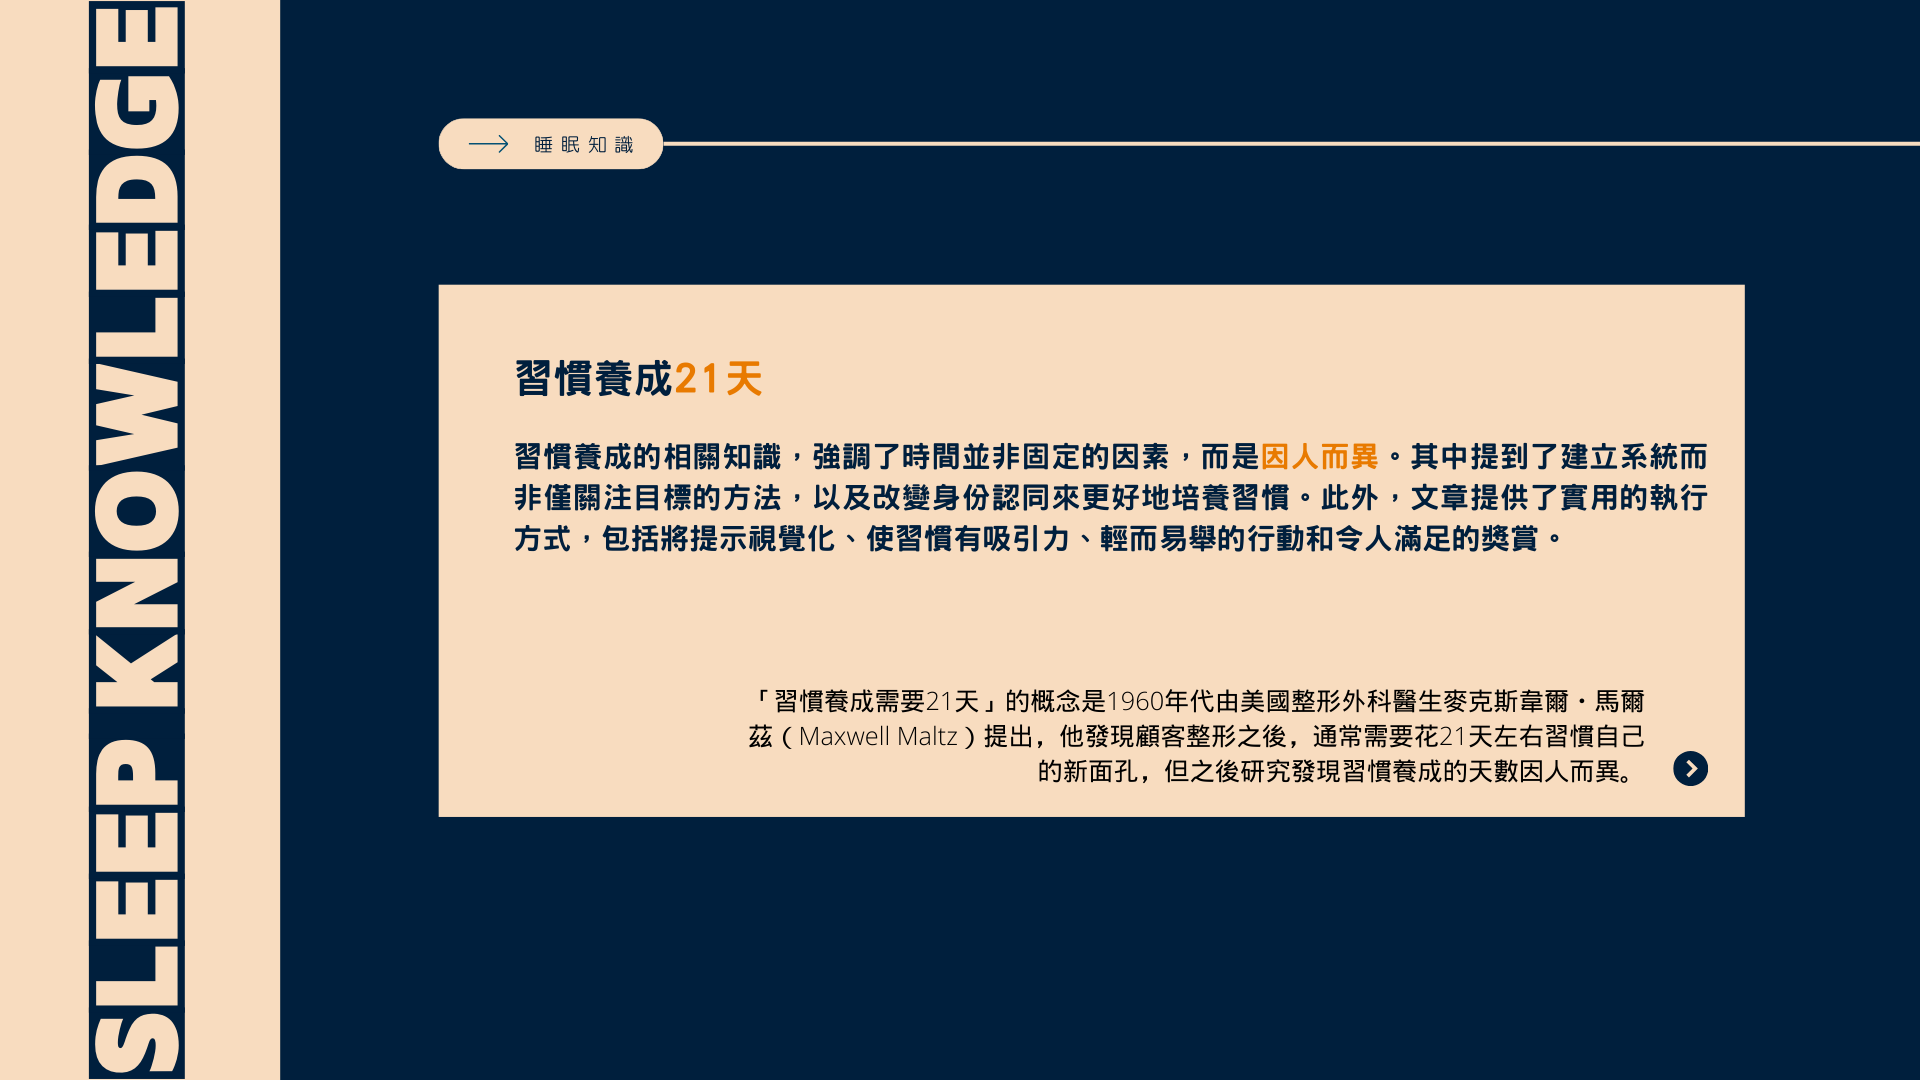 SLEEP KNOWLEDGE
睡眠知識
習慣養成21天
習慣養成的相關知識，強調了時間並非固定的因素，而是因人而異。其中提到了建立系統而
非僅關注目標的方法，以及改變身份認同來更好地培養習慣。此外，文章提供了實用的執行
方式，包括將提示視覺化、使習慣有吸引力、輕而易舉的行動和令人滿足的獎賞。
「習慣養成需要21天」的概念是1960年代由美國整形外科醫生麥克斯韋爾·馬爾
茲（Maxwell Maltz）提出，他發現顧客整形之後，通常需要花21天左右習慣自己
的新面孔，但之後研究發現習慣養成的天數因人而異。